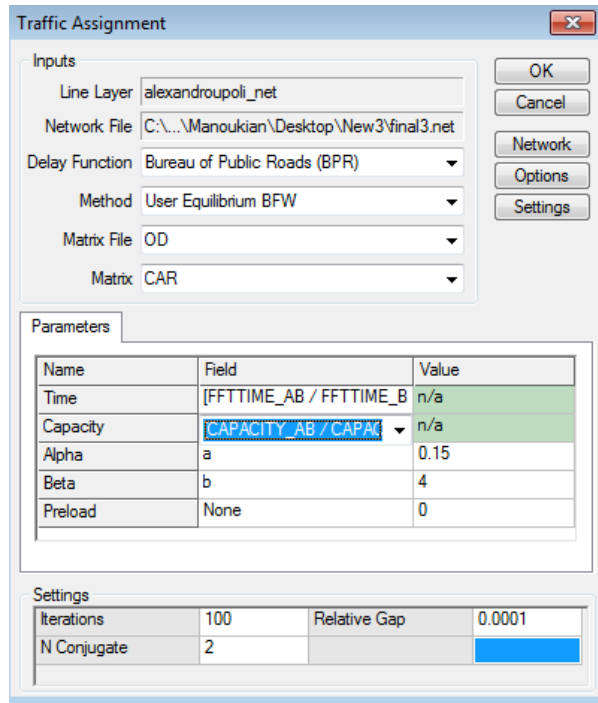 Traffic Assignment
Inputs
Line Layer alexandroupoli_net
Network File C:\...\Manoukian\Desktop\New3\final3.net
Delay Function Bureau of Public Roads (BPR)
Method User Equilibrium BFW
Matrix File OD
Matrix CAR
OK
Cancel
Network
Options
Settings
Parameters
Name Field Value
Time [FFTTIME_AB / FFTTIME_B n/a
Capacity [CAPACITY_AB / CAPAC n/a
Alpha a 0.15
Beta b 4
Preload None 0
Settings
Iterations 100 Relative Gap 0.0001
N Conjugate 2